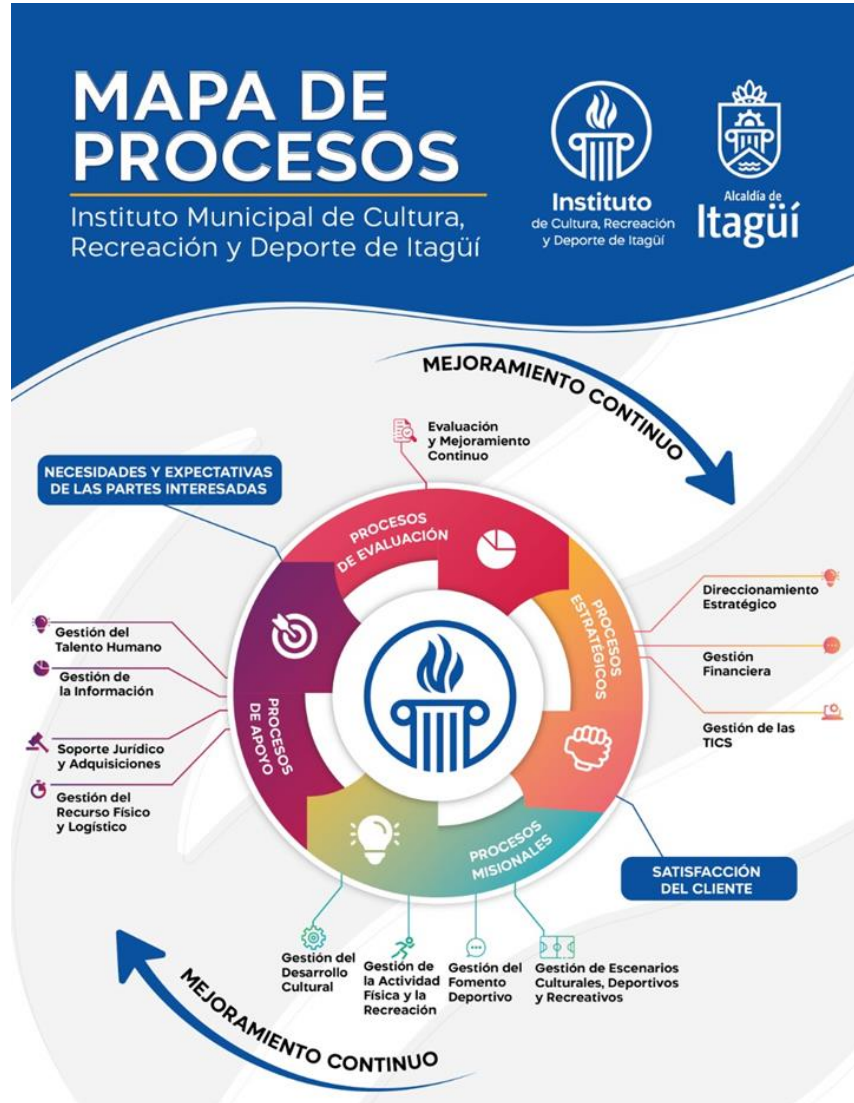 MAPA DE
PROCESOS
Instituto Municipal de Cultura,
Recreación y Deporte de Itagüí
Instituto
de Cultura, Recreación
y Deporte de Itagüí
Alcaldía de
Itagüí
MEJORAMIENTO CONTINUO
Evaluación
y Mejoramiento
Continuo
NECESIDADES Y EXPECTATIVAS
DE LAS PARTES INTERESADAS
PROCESOS
DE EVALUACIÓN
PROCESOS
ESTRATÉGICOS
Direccionamiento
Estratégico
Gestión
Financiera
Gestión de las
TICS
Gestión del
Talento Humano
Gestión de
la Información
Soporte Jurídico
y Adquisiciones
Gestión del
Recurso Físico
y Logístico
PROCESOS
DE APOYO
PROCESOS
MISIONALES
SATISFACCIÓN
DEL CLIENTE
Gestión del
Desarrollo
Cultural
Gestión de
la Actividad
Física y la
Recreación
Gestión del
Fomento
Deportivo
Gestión de Escenarios
Culturales, Deportivos
y Recreativos
MEJORAMIENTO CONTINUO